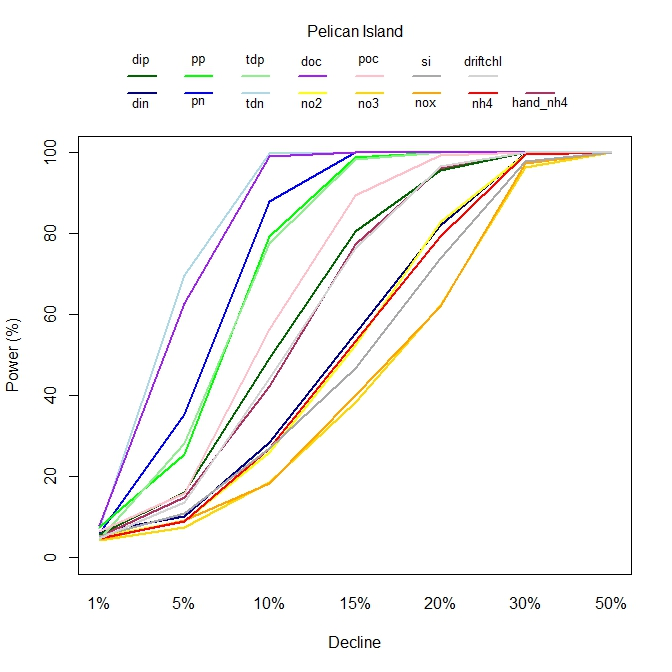 Pelican Island
dip pp tdp doc poc si driftchl
din pn tdn no2 no3 nox nh4 hand_nh4
100
80
60
40
20
0
Power (%)
1% 5% 10% 15% 20% 30% 50%
Decline